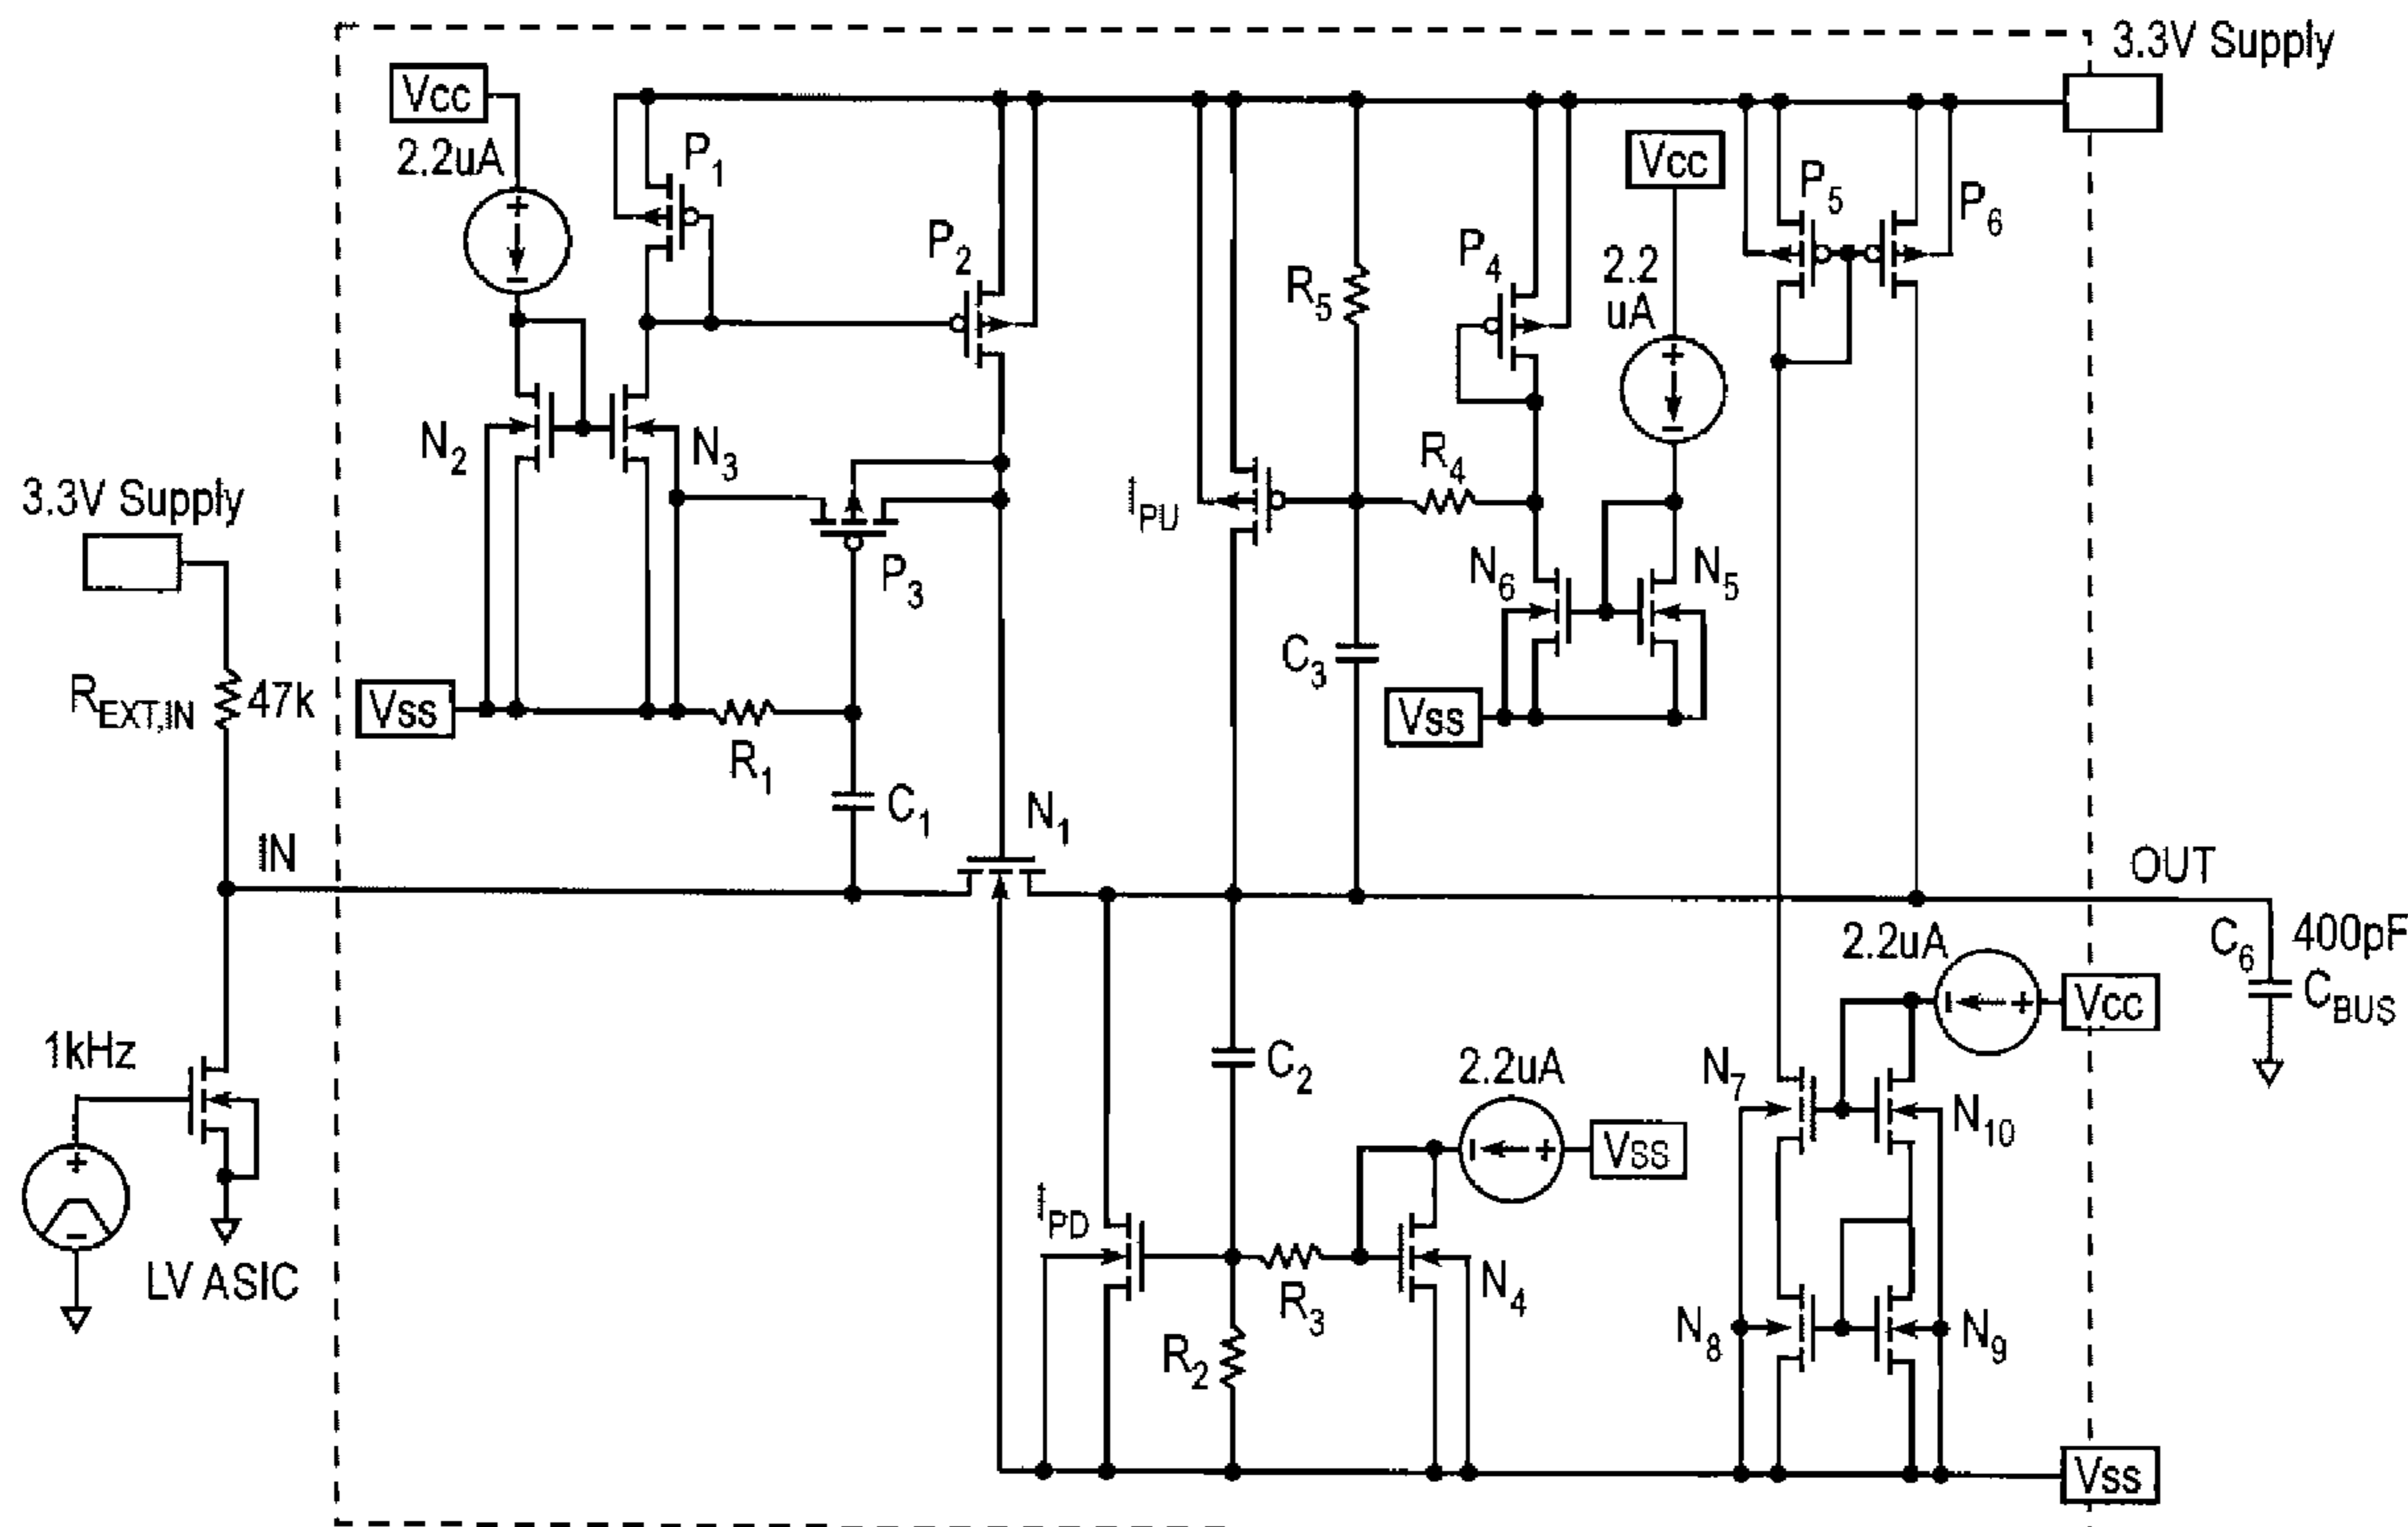 3.3V Supply
Vcc
2.2uA
P1
P2
N2
N3
P3
Vss
R1
C1
N1
3.3V Supply
REXT,IN 47k
IN
1kHz
LV ASIC
IPU
R5
R4
C3
P4
Vcc
2.2
uA
N6
N5
Vss
P5
P6
OUT
C6 400pF
CBUS
2.2uA
Vcc
N7
N10
N8
N9
C2
2.2uA
Vss
IPD
R3
N4
R2
Vss